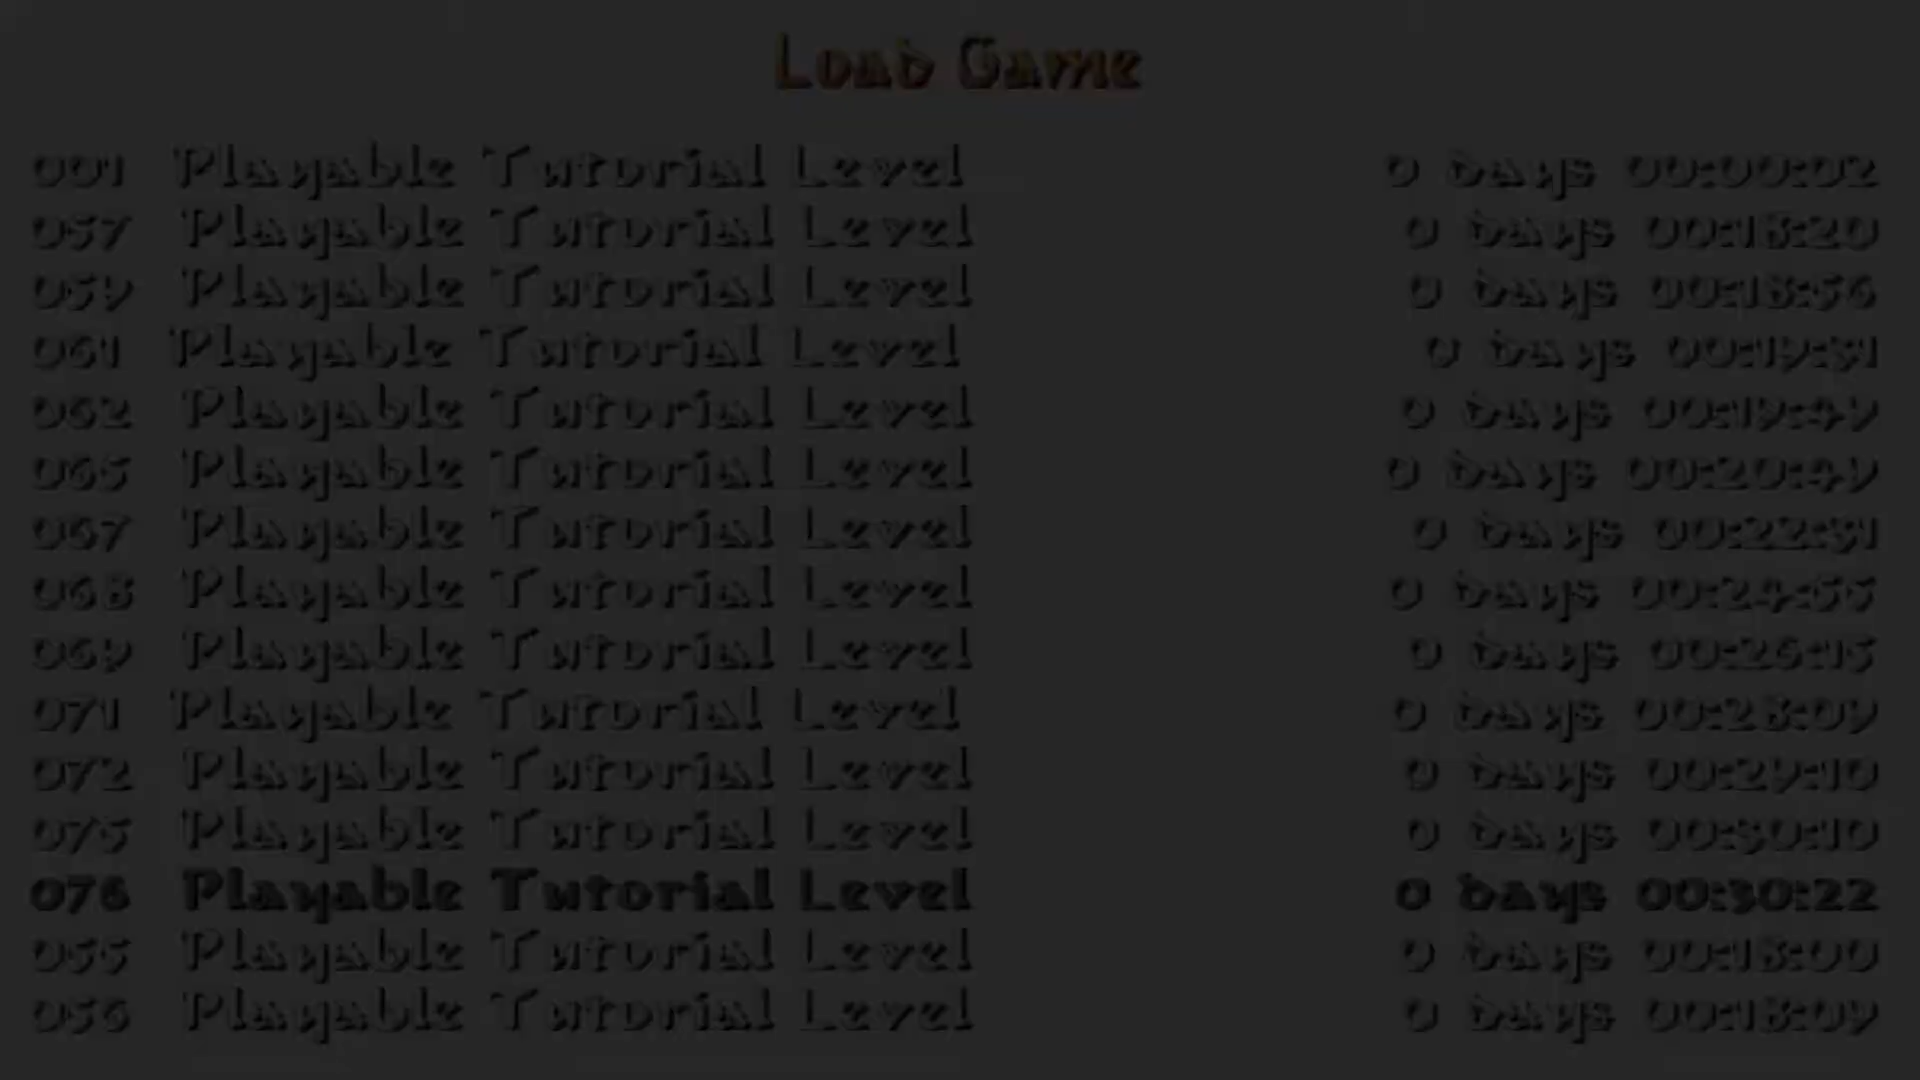 Load Game
001 Playable Tutorial Level 0 days 00:00:02
057 Playable Tutorial Level 0 days 00:18:20
059 Playable Tutorial Level 0 days 00:18:56
061 Playable Tutorial Level 0 days 00:19:31
062 Playable Tutorial Level 0 days 00:19:49
065 Playable Tutorial Level 0 days 00:20:49
067 Playable Tutorial Level 0 days 00:22:31
068 Playable Tutorial Level 0 days 00:24:55
069 Playable Tutorial Level 0 days 00:26:15
071 Playable Tutorial Level 0 days 00:28:09
072 Playable Tutorial Level 0 days 00:29:10
075 Playable Tutorial Level 0 days 00:30:10
076 Playable Tutorial Level 0 days 00:30:22
055 Playable Tutorial Level 0 days 00:18:00
056 Playable Tutorial Level 0 days 00:18:09